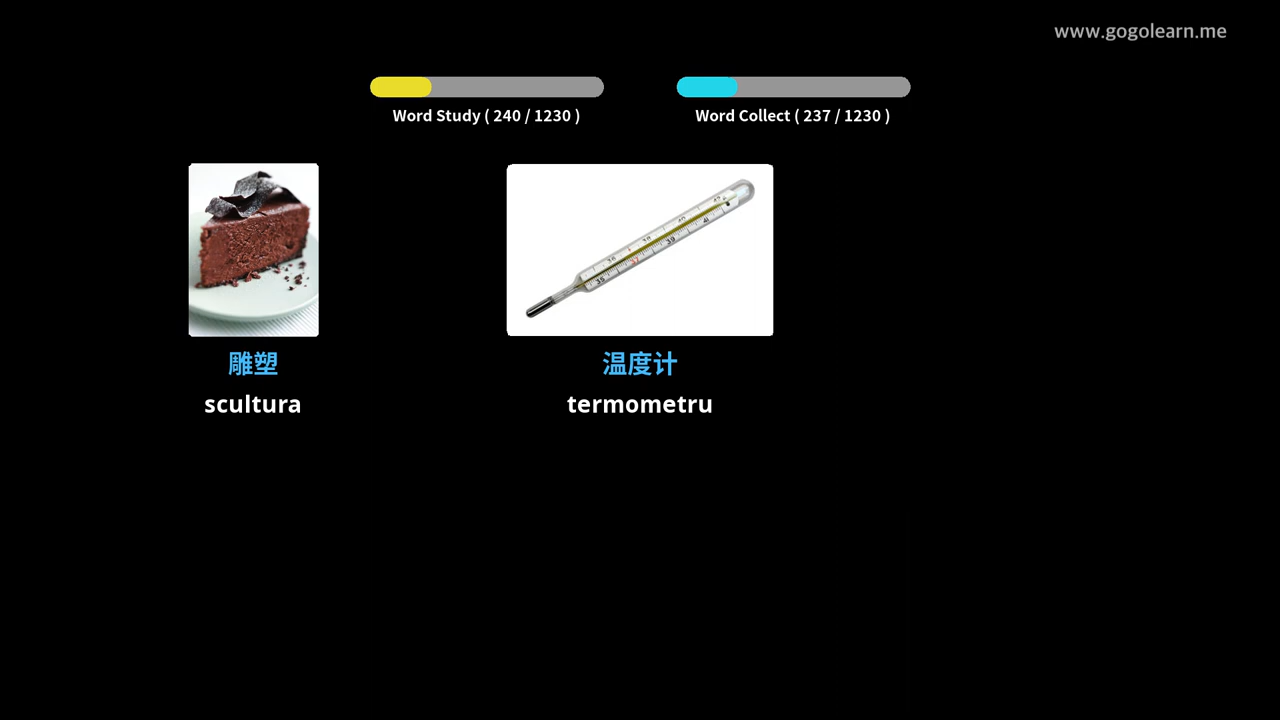 www.gogolearn.me
Word Study ( 240 / 1230 )
Word Collect ( 237 / 1230 )
雕塑
温度计
scultura
termometru